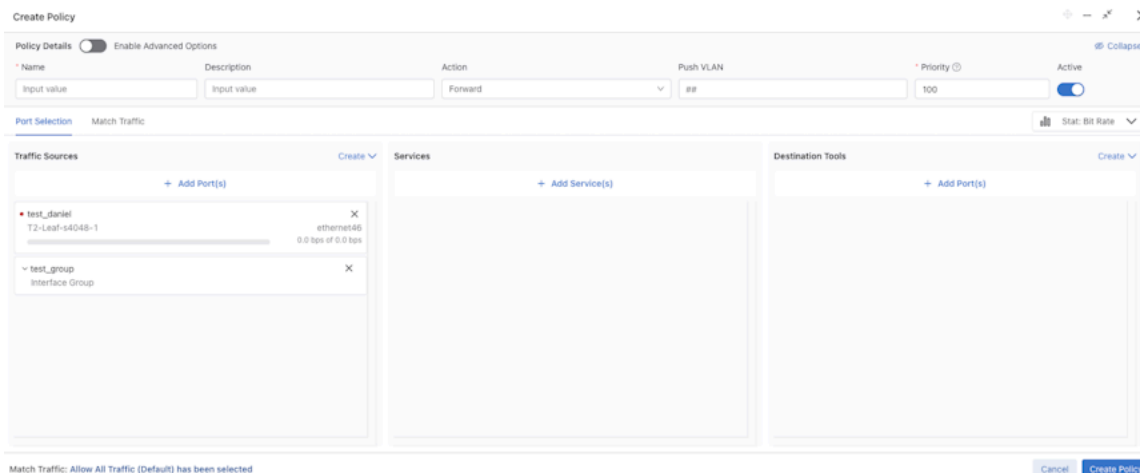 Create Policy
Policy Details Enable Advanced Options Collapse
* Name Description Action Push VLAN * Priority Active
Input value Input value Forward ## 100
Port Selection Match Traffic Stat: Bit Rate
Traffic Sources Create Services Destination Tools Create
+ Add Port(s) + Add Service(s) + Add Port(s)
test_daniel
T2-Leaf-s4048-1 ethernet46
0.0 bps of 0.0 bps
test_group
Interface Group
Match Traffic: Allow All Traffic (Default) has been selected Cancel Create Policy